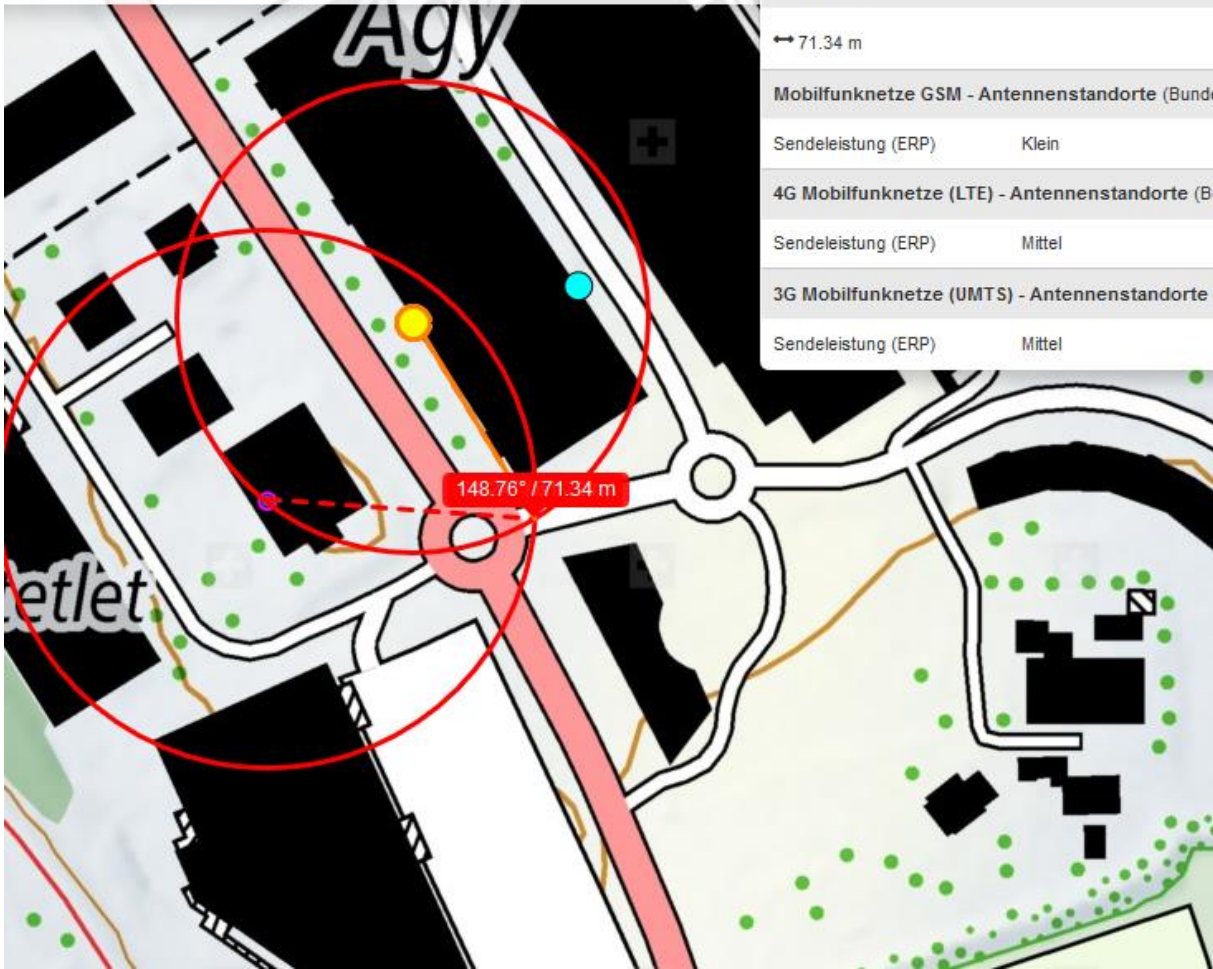 Agy
71.34 m
Mobilfunknetze GSM - Antennenstandorte (Bunde
Sendeleistung (ERP) Klein
4G Mobilfunknetze (LTE) - Antennenstandorte (B
Sendeleistung (ERP) Mittel
3G Mobilfunknetze (UMTS) - Antennenstandorte
Sendeleistung (ERP) Mittel
148.76° / 71.34 m
etlet